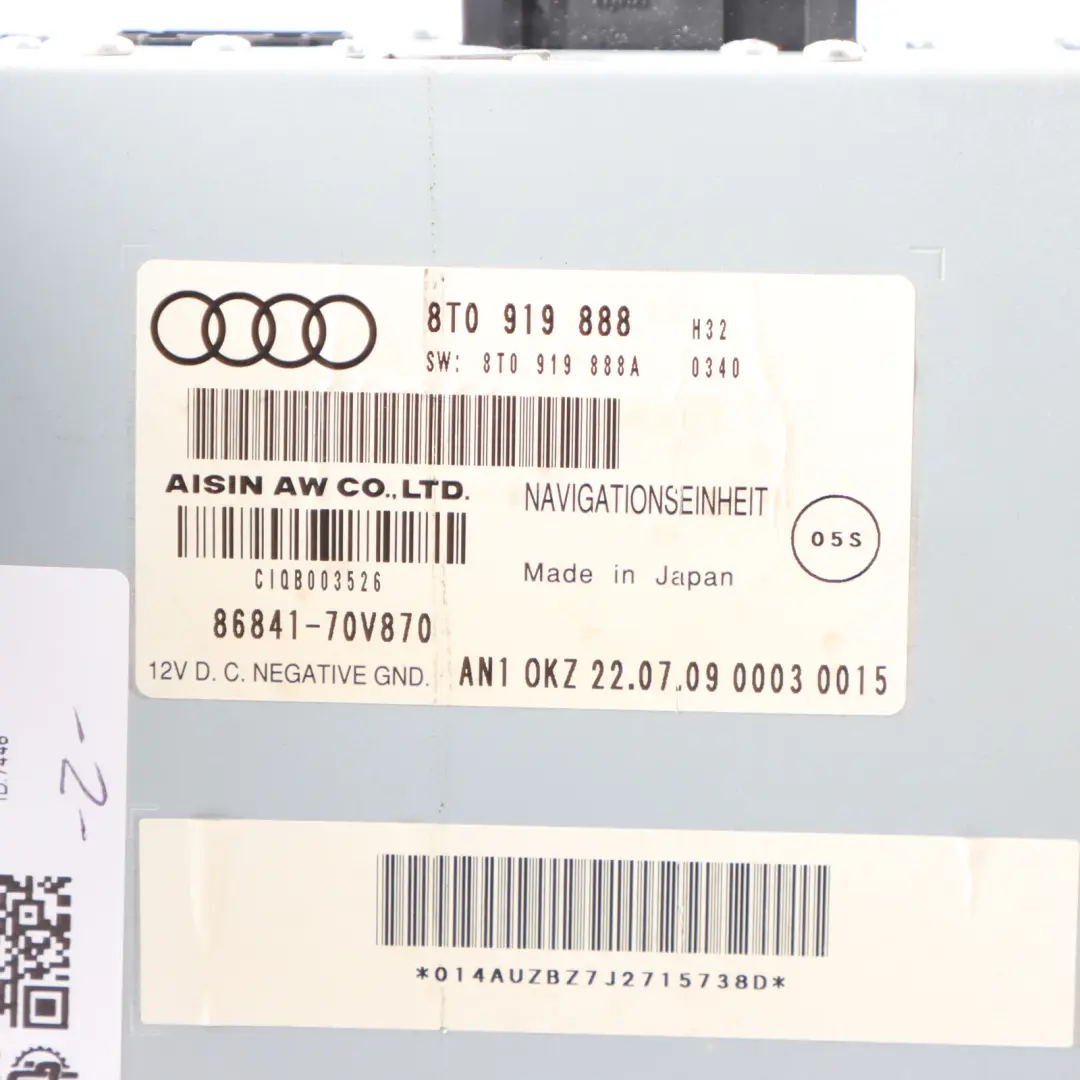 8T0 919 888 H32
SW: 8T0 919 888A 0340
AISIN AW CO.,LTD.
NAVIGATIONSEINHEIT
05S
CIQB003526
Made in Japan
86841-70V870
12V D. C. NEGATIVE GND.
AN1 0KZ 22.07.09 0003 0015
-2-
*014AUZBZ7J2715738D*